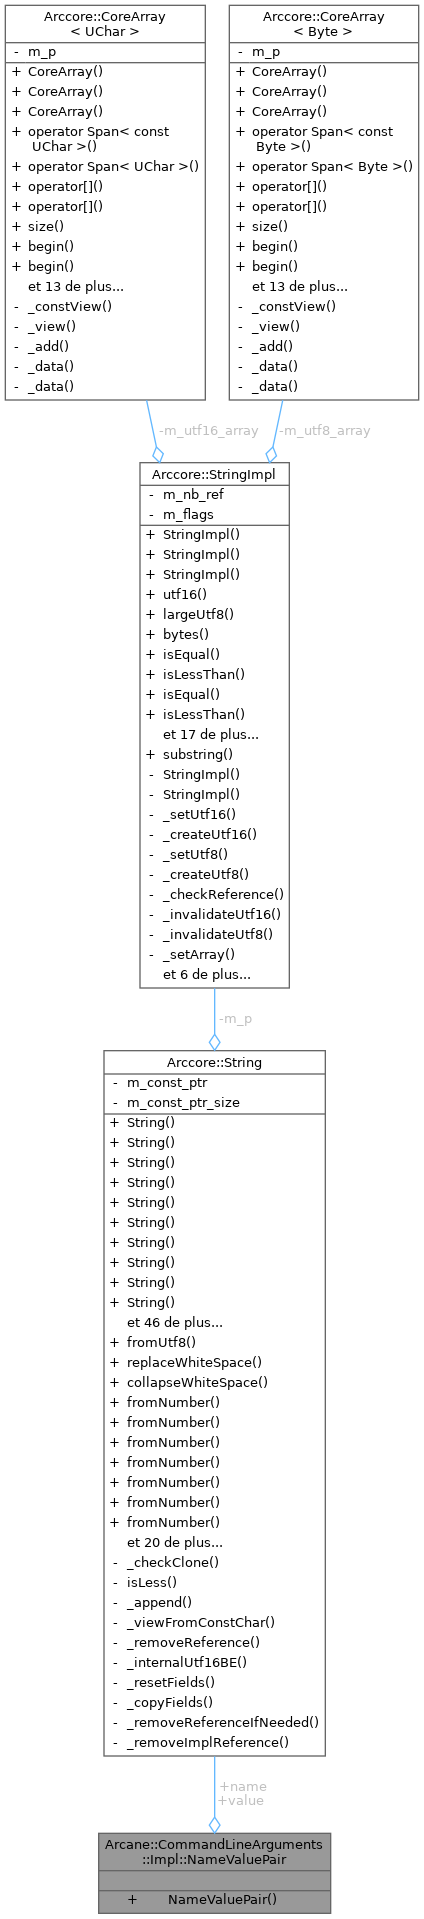 Arccore::CoreArray
< UChar >
- m_p
+ CoreArray()
+ CoreArray()
+ CoreArray()
+ operator Span< const
UChar >()
+ operator Span< UChar >()
+ operator[]()
+ operator[]()
+ size()
+ begin()
+ begin()
et 13 de plus...
- _constView()
- _view()
- _add()
- _data()
- _data()
Arccore::CoreArray
< Byte >
- m_p
+ CoreArray()
+ CoreArray()
+ CoreArray()
+ operator Span< const
Byte >()
+ operator Span< Byte >()
+ operator[]()
+ operator[]()
+ size()
+ begin()
+ begin()
et 13 de plus...
- _constView()
- _view()
- _add()
- _data()
- _data()
-m_utf16_array
-m_utf8_array
Arccore::StringImpl
- m_nb_ref
- m_flags
+ StringImpl()
+ StringImpl()
+ StringImpl()
+ utf16()
+ largeUtf8()
+ bytes()
+ isEqual()
+ isLessThan()
+ isEqual()
+ isLessThan()
et 17 de plus...
+ substring()
- StringImpl()
- StringImpl()
- _setUtf16()
- _createUtf16()
- _setUtf8()
- _createUtf8()
- _checkReference()
- _invalidateUtf16()
- _invalidateUtf8()
- _setArray()
et 6 de plus...
-m_p
Arccore::String
- m_const_ptr
- m_const_ptr_size
+ String()
+ String()
+ String()
+ String()
+ String()
+ String()
+ String()
+ String()
+ String()
+ String()
et 46 de plus...
+ fromUtf8()
+ replaceWhiteSpace()
+ collapseWhiteSpace()
+ fromNumber()
+ fromNumber()
+ fromNumber()
+ fromNumber()
+ fromNumber()
+ fromNumber()
+ fromNumber()
et 20 de plus...
- _checkClone()
- isLess()
- _append()
- _viewFromConstChar()
- _removeReference()
- _internalUtf16BE()
- _resetFields()
- _copyFields()
- _removeReferenceIfNeeded()
- _removeImplReference()
+name
+value
Arcane::CommandLineArguments
::Impl::NameValuePair
+ NameValuePair()